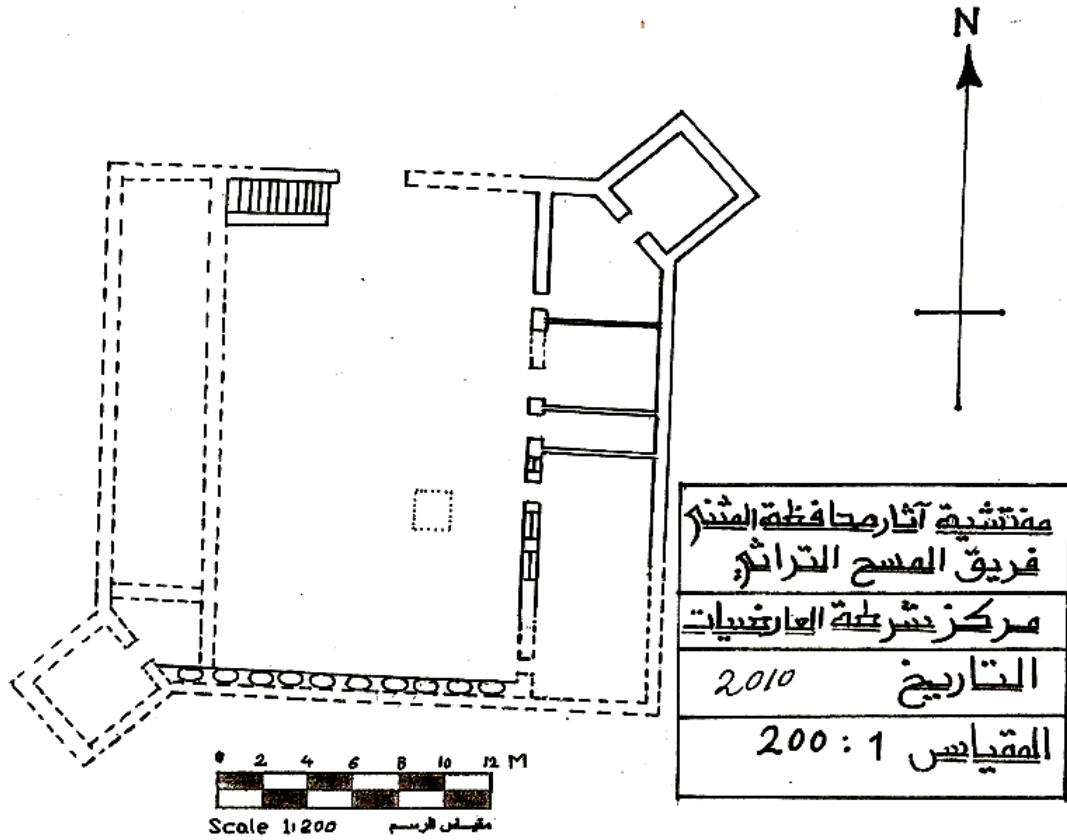 N
مفتشية آثار محافظة المثنى
فريق المسح التراثي
مركز شرطة العارضيات
التاريخ 2010
المقياس 1 : 200
0 2 4 6 8 10 12 M
Scale 1:200 مقياس الرسم